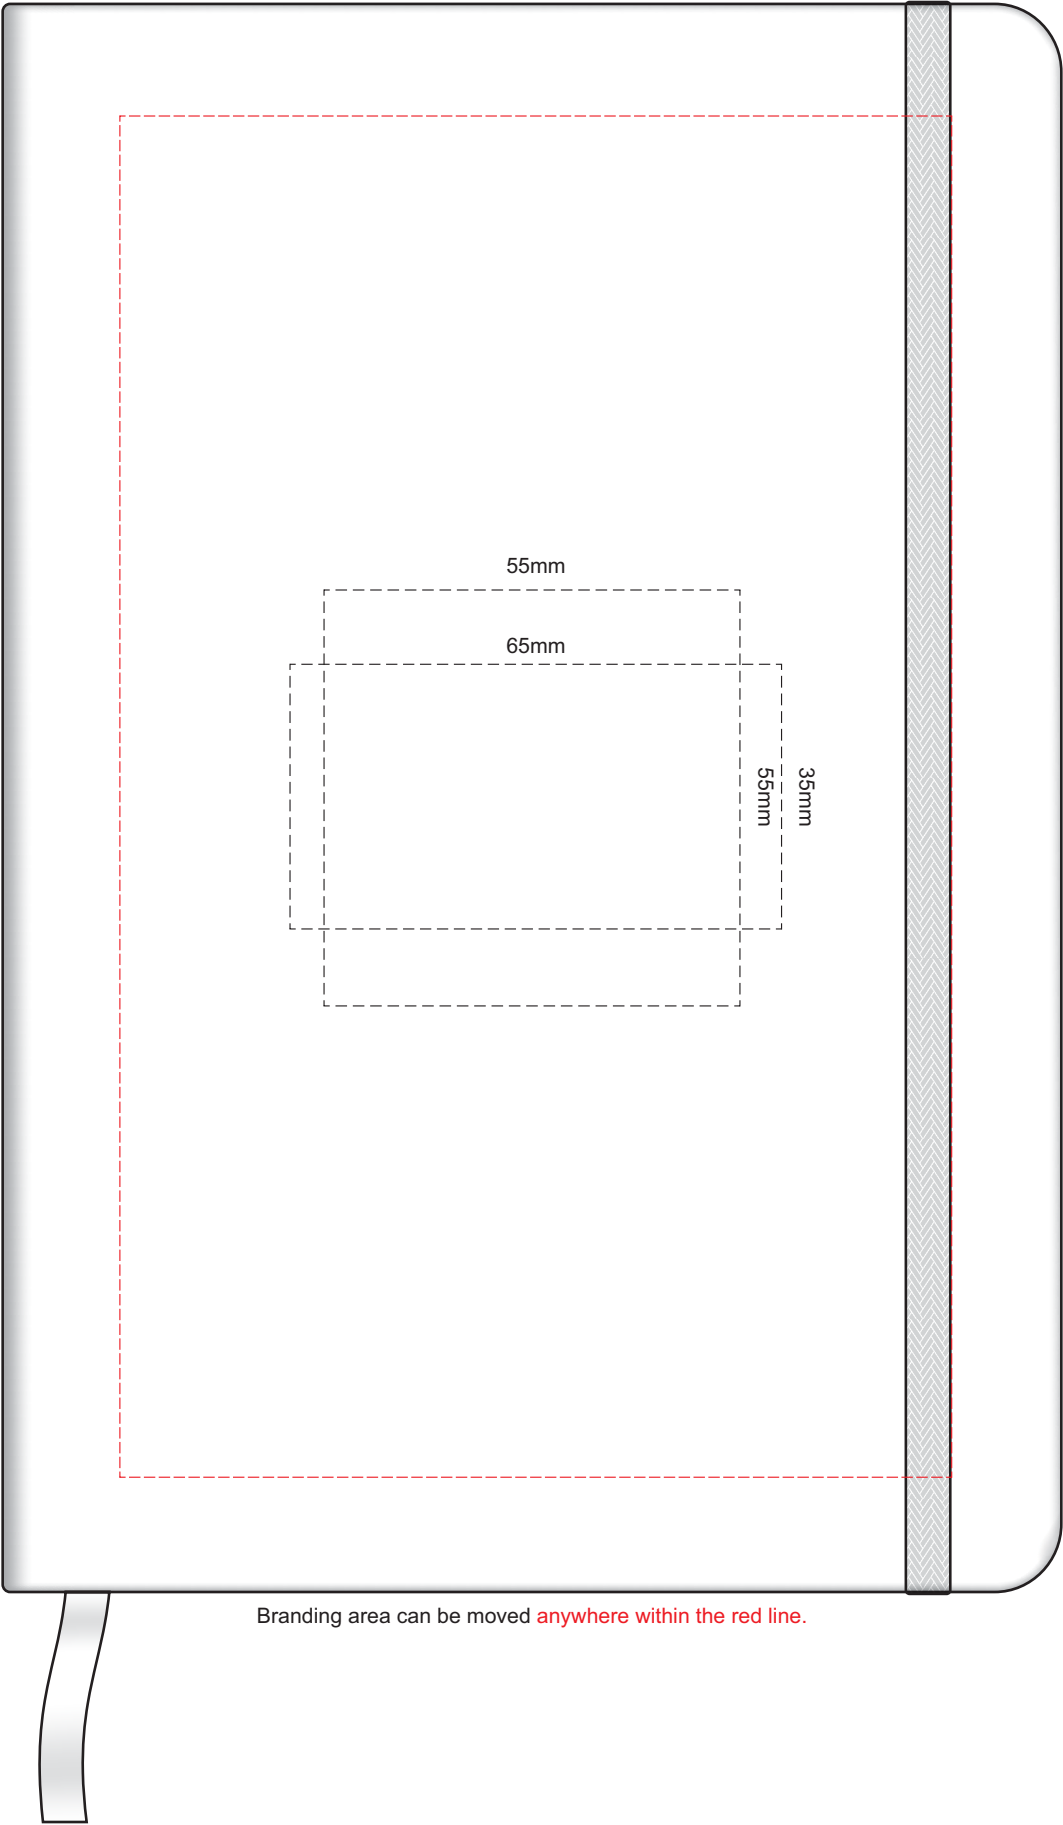 55mm
65mm
55mm
35mm
Branding area can be moved anywhere within the red line.